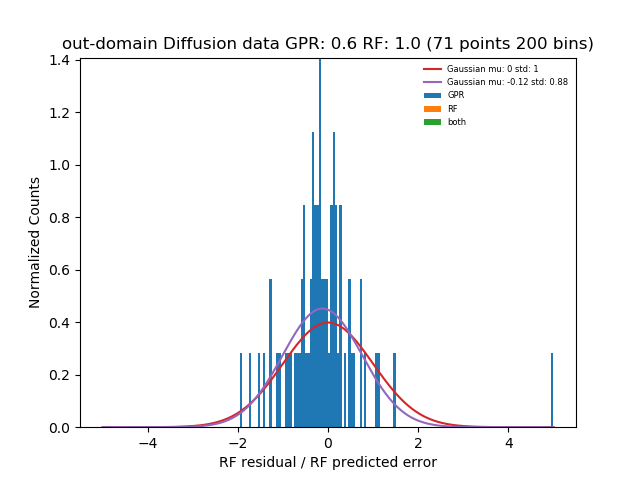 out-domain Diffusion data GPR: 0.6 RF: 1.0 (71 points 200 bins)
Gaussian mu: 0 std: 1
Gaussian mu: -0.12 std: 0.88
GPR
RF
both
Normalized Counts
1.4
1.2
1.0
0.8
0.6
0.4
0.2
0.0
−4 −2 0 2 4
RF residual / RF predicted error